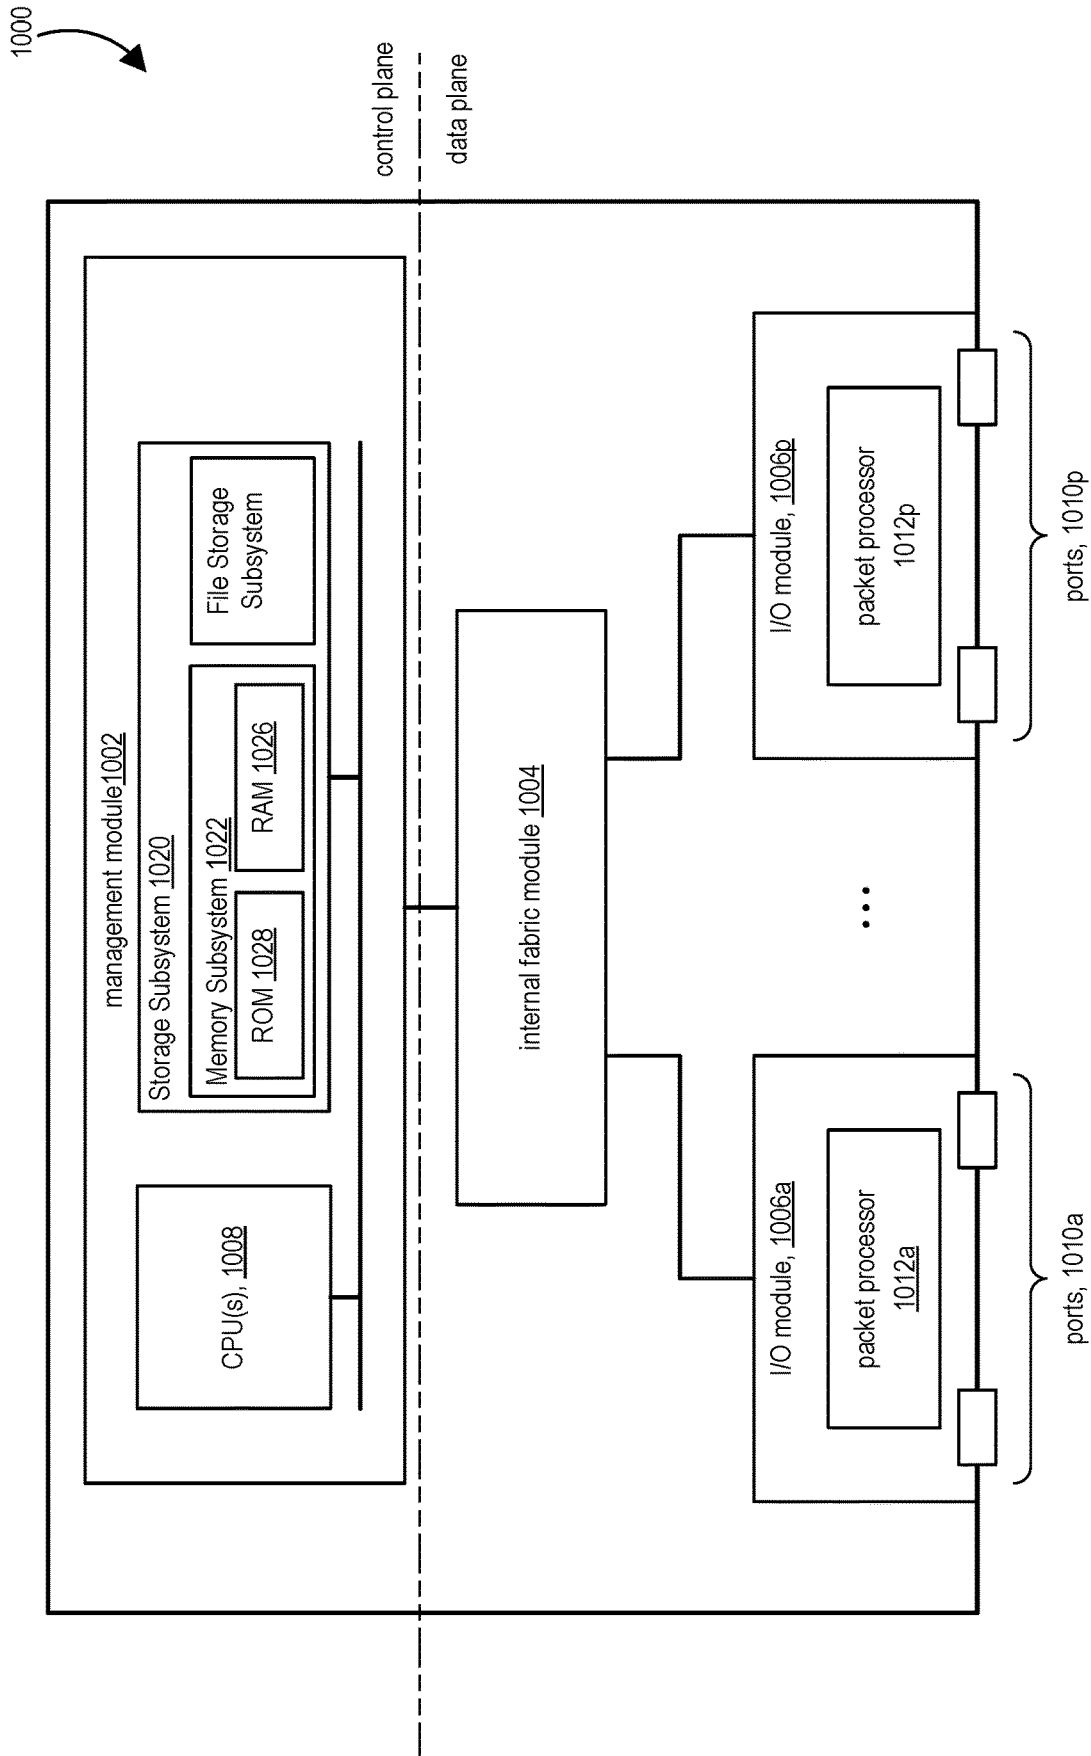 1000
control plane
data plane
management module1002
Storage Subsystem 1020
Memory Subsystem 1022
ROM 1028
RAM 1026
File Storage
Subsystem
CPU(s), 1008
internal fabric module 1004
I/O module, 1006a
packet processor
1012a
ports, 1010a
...
I/O module, 1006p
packet processor
1012p
ports, 1010p